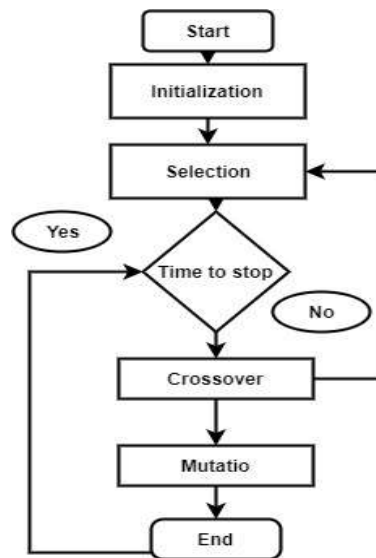 Start
Initialization
Selection
Yes
Time to stop
No
Crossover
Mutatio
End